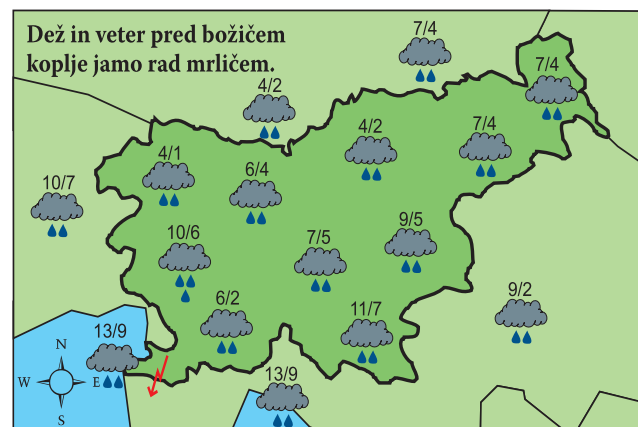 Dež in veter pred božičem
koplje jamo rad mrličem.
7/4
7/4
4/2
4/2
7/4
4/1
6/4
10/7
9/5
10/6
7/5
9/2
6/2
11/7
13/9
N
W
E
S
13/9